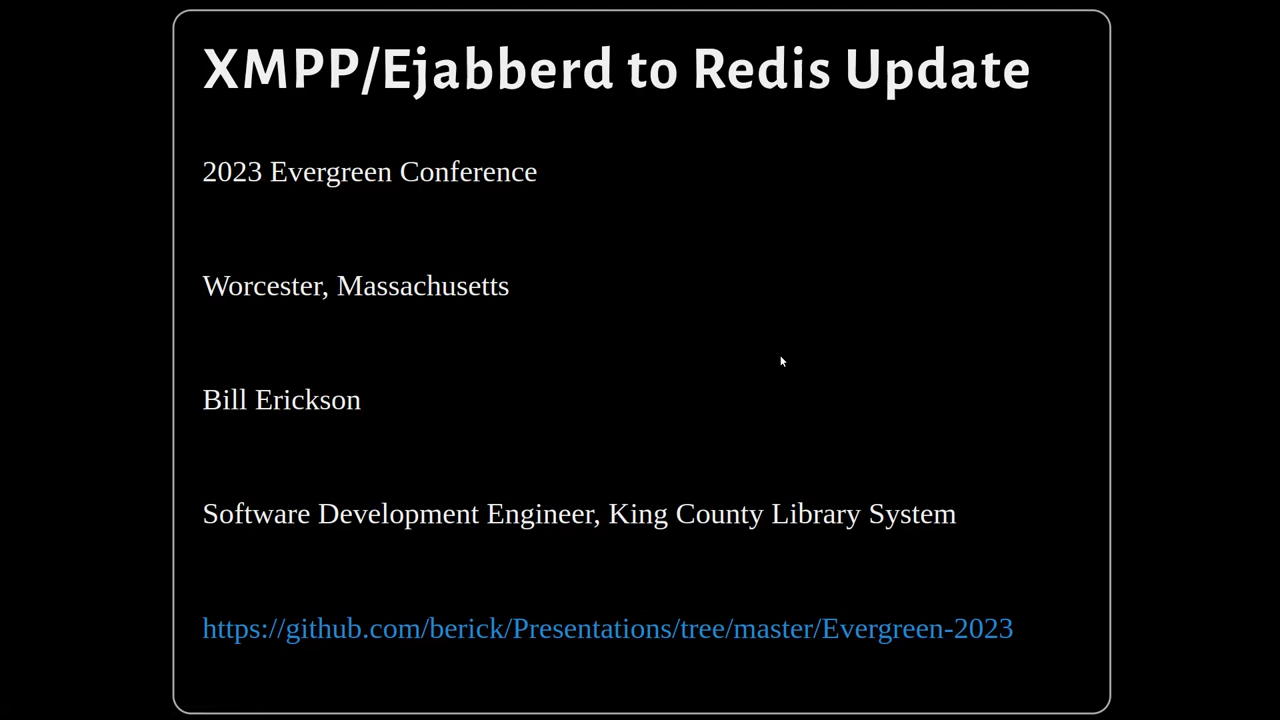 XMPP/Ejabberd to Redis Update
2023 Evergreen Conference
Worcester, Massachusetts
Bill Erickson
Software Development Engineer, King County Library System
https://github.com/berick/Presentations/tree/master/Evergreen-2023